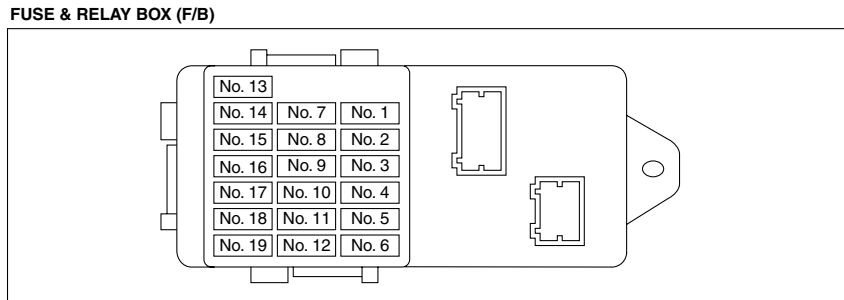 FUSE & RELAY BOX (F/B)
No. 13
No. 14 No. 7 No. 1
No. 15 No. 8 No. 2
No. 16 No. 9 No. 3
No. 17 No. 10 No. 4
No. 18 No. 11 No. 5
No. 19 No. 12 No. 6